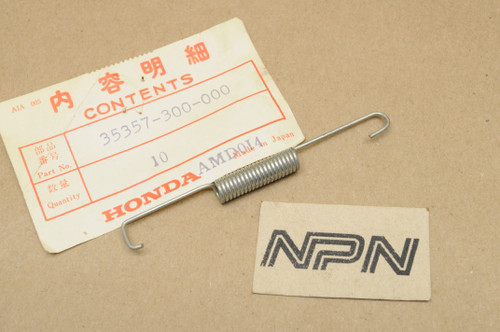 AIA 005
内容明細
CONTENTS
部品番号
Part No.
35357-300-000
数量
Quantity
10
AMD0I4
Made in Japan
HONDA
NPN